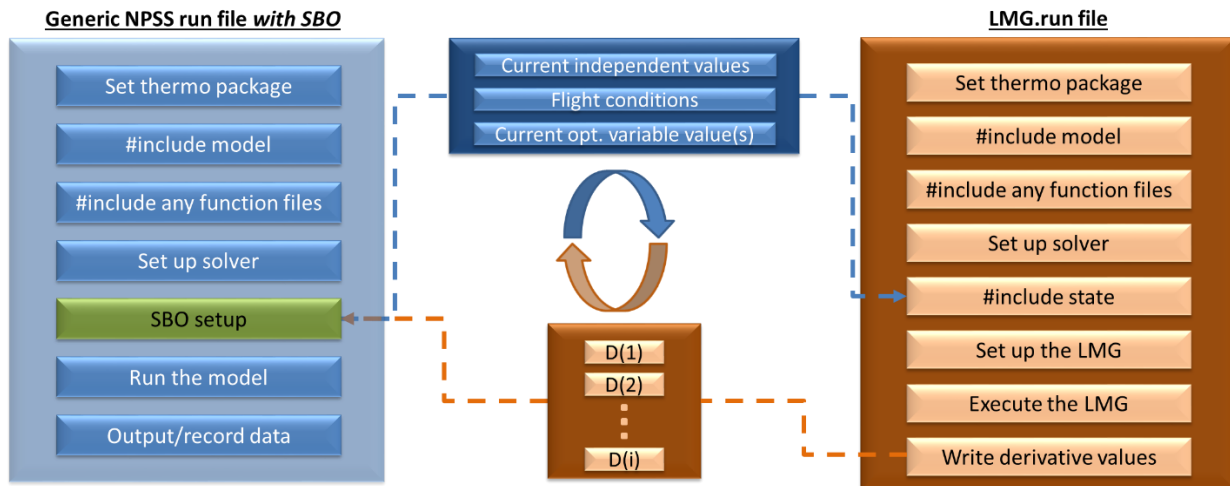 Generic NPSS run file with SBO
Set thermo package
#include model
#include any function files
Set up solver
SBO setup
Run the model
Output/record data
Current independent values
Flight conditions
Current opt. variable value(s)
D(1)
D(2)
D(i)
LMG.run file
Set thermo package
#include model
#include any function files
Set up solver
#include state
Set up the LMG
Execute the LMG
Write derivative values